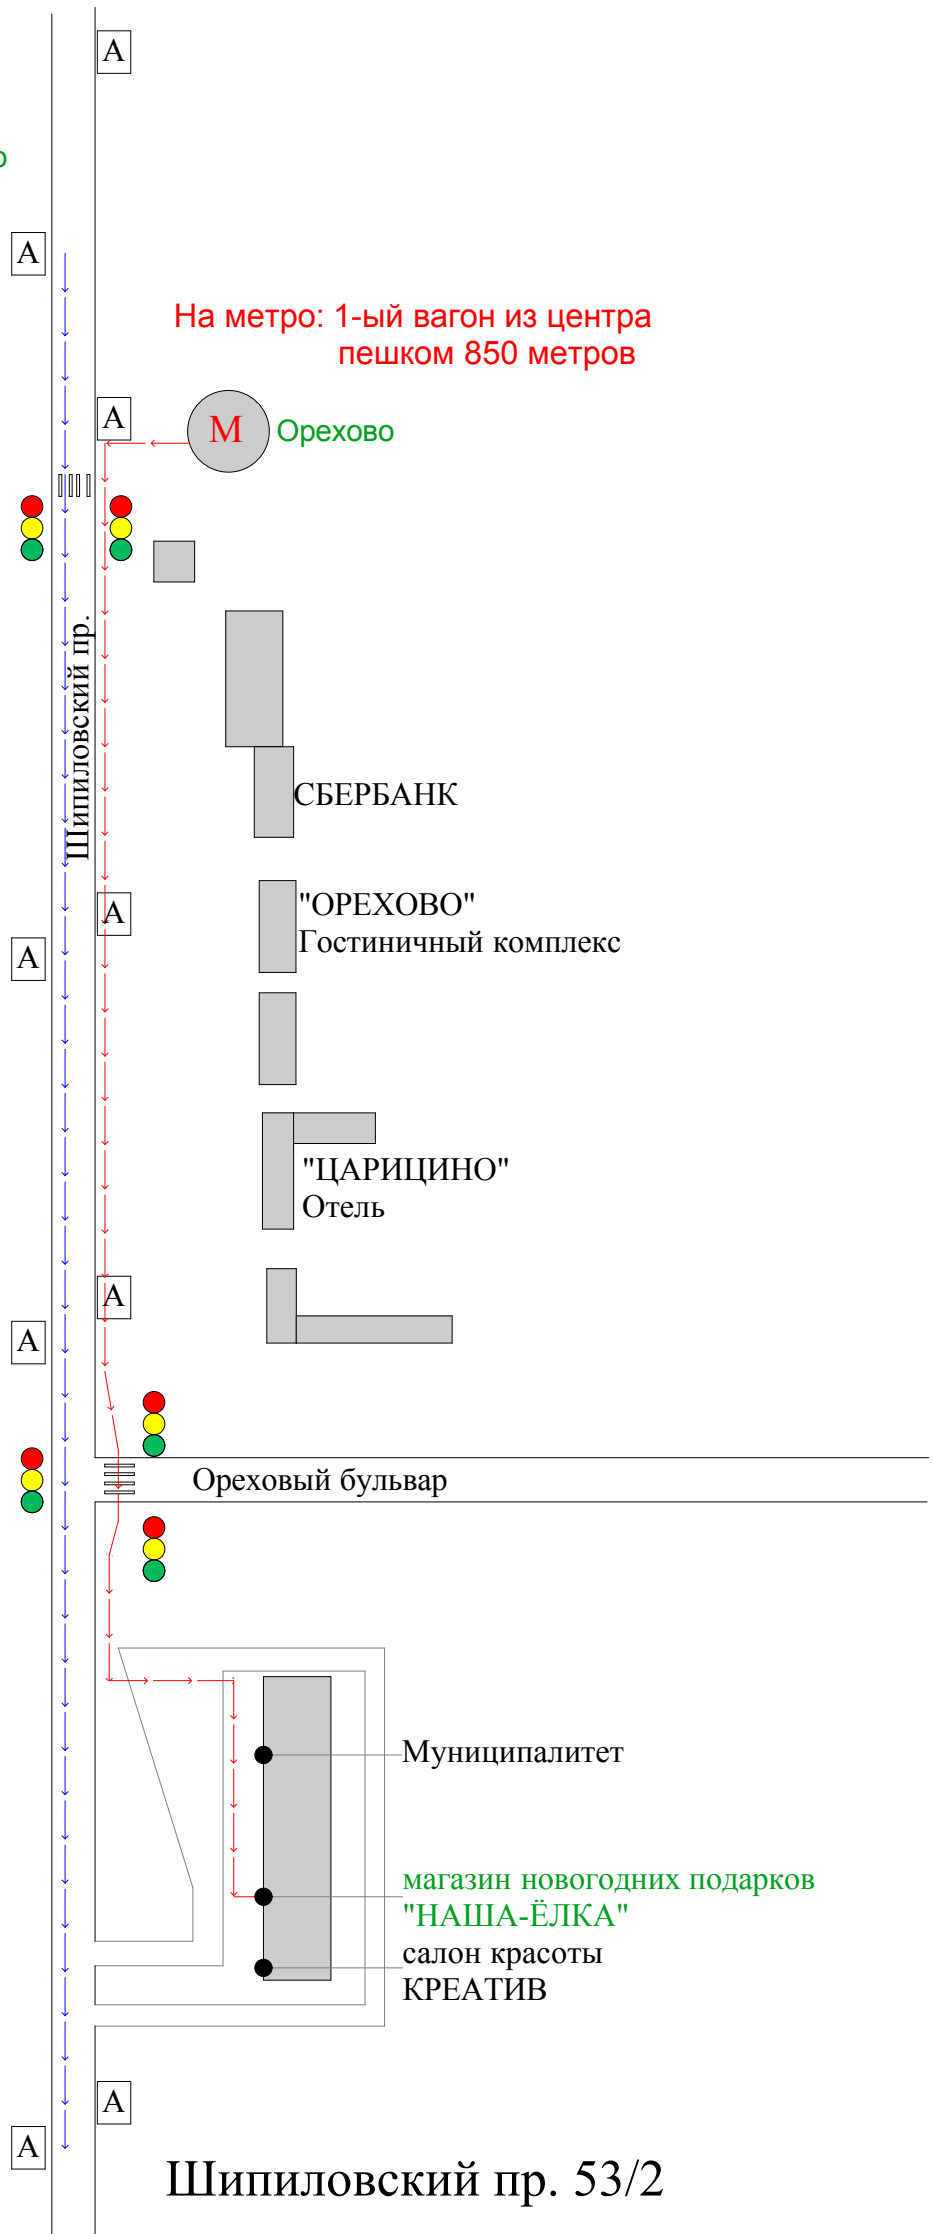 А
о
А
На метро: 1-ый вагон из центра
пешком 850 метров
А
М
Орехово
Шипиловский пр.
СБЕРБАНК
А
"ОРЕХОВО"
Гостиничный комплекс
А
"ЦАРИЦИНО"
Отель
А
А
Ореховый бульвар
Муниципалитет
магазин новогодних подарков
"НАША-ЁЛКА"
салон красоты
КРЕАТИВ
А
А
Шипиловский пр. 53/2